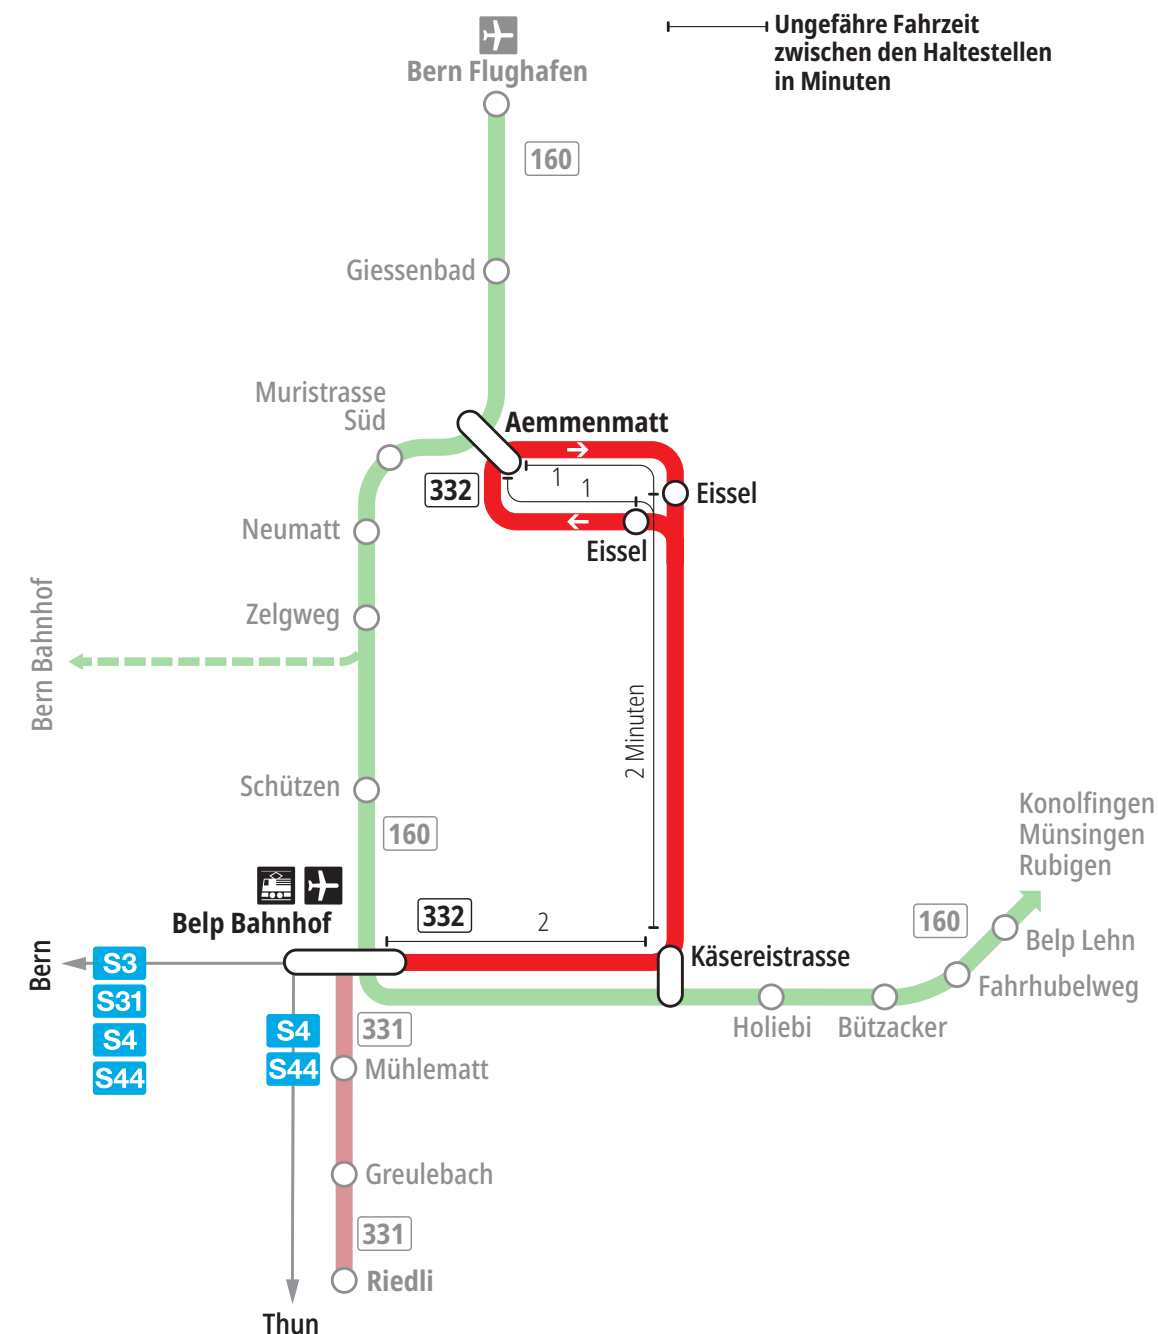 Ungefähre Fahrzeit
zwischen den Haltestellen
in Minuten
Bern Flughafen
160
Giessenbad
Muristrasse
Süd
Aemmenmatt
332
1
1
Eissel
Eissel
Neumatt
Zelgweg
Bern Bahnhof
2 Minuten
Schütze​n
160
Konolfingen
Münsingen
Rubigen
Belp Bahnhof
332
2
160
Belp Lehn
Bern
S3
S31
S4
S44
Käsereistrasse
Fahrhubelweg
Holiebi
Bützacker
S4
S44
331
Mühlematt
Greulebach
331
Riedli
Thun